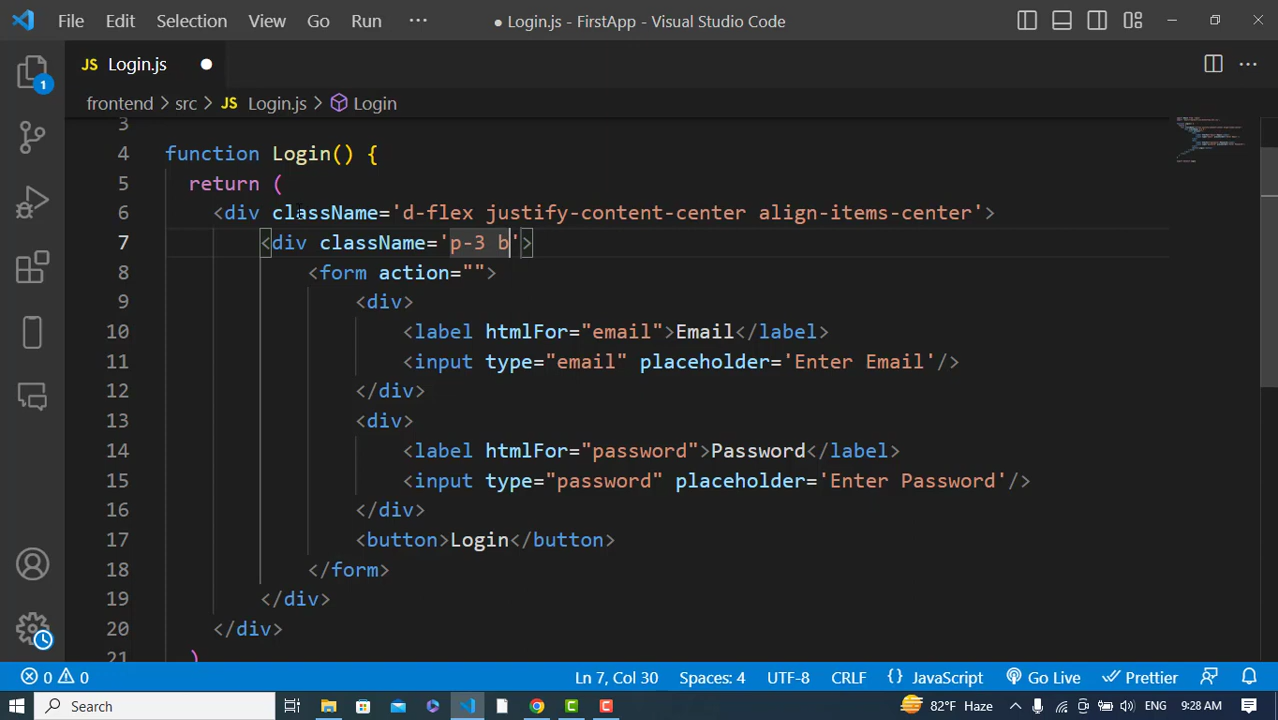 File Edit Selection View Go Run ··· ● Login.js - FirstApp - Visual Studio Code
JS Login.js ●
frontend > src > JS Login.js > Login
1
3
4 function Login() {
5 return (
6 <div className='d-flex justify-content-center align-items-center'>
7 <div className='p-3 b'>
8 <form action="">
9 <div>
10 <label htmlFor="email">Email</label>
11 <input type="email" placeholder='Enter Email'/>
12 </div>
13 <div>
14 <label htmlFor="password">Password</label>
15 <input type="password" placeholder='Enter Password'/>
16 </div>
17 <button>Login</button>
18 </form>
19 </div>
20 </div>
21 )
0 0 Ln 7, Col 30 Spaces: 4 UTF-8 CRLF {} JavaScript Go Live Prettier
Search 82°F Haze ENG 9:28 AM